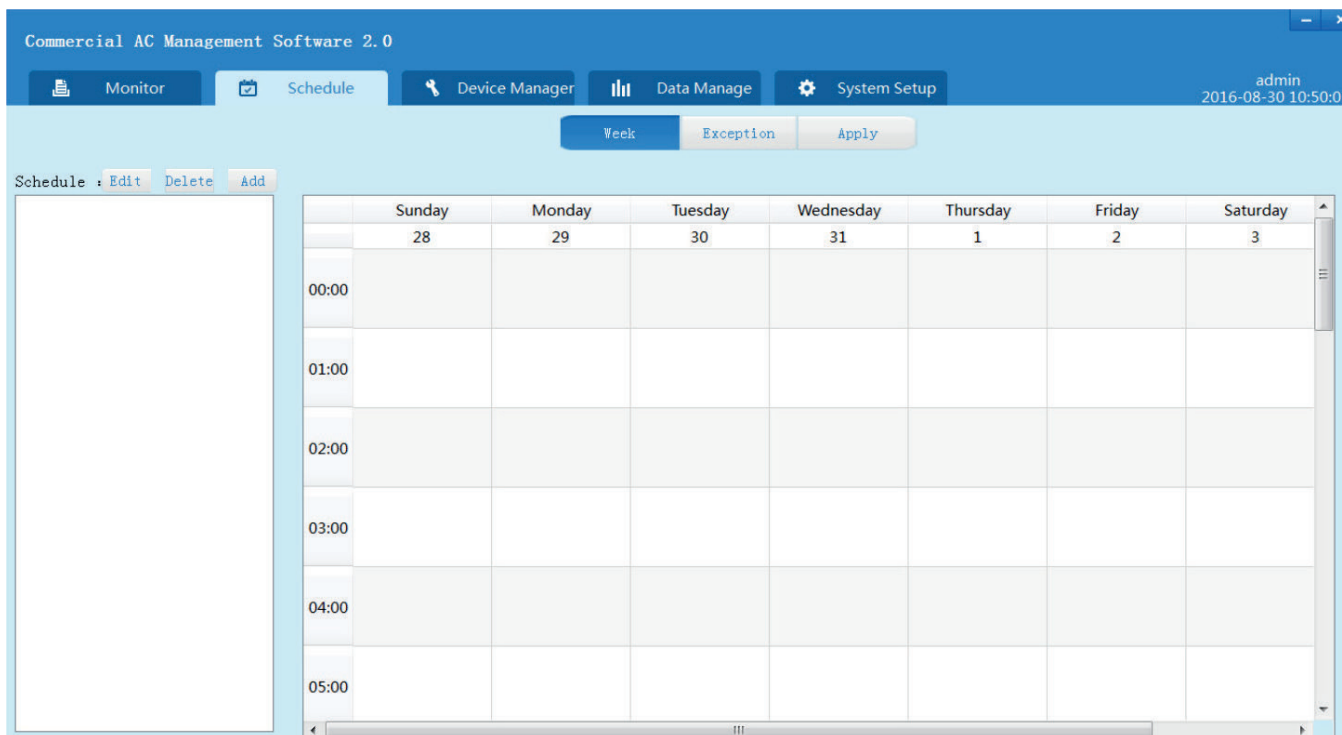 Commercial AC Management Software 2.0
Monitor Schedule Device Manager Data Manage System Setup
admin
2016-08-30 10:50:0
Week Exception Apply
Schedule : Edit Delete Add
Sunday Monday Tuesday Wednesday Thursday Friday Saturday
28 29 30 31 1 2 3
00:00
01:00
02:00
03:00
04:00
05:00